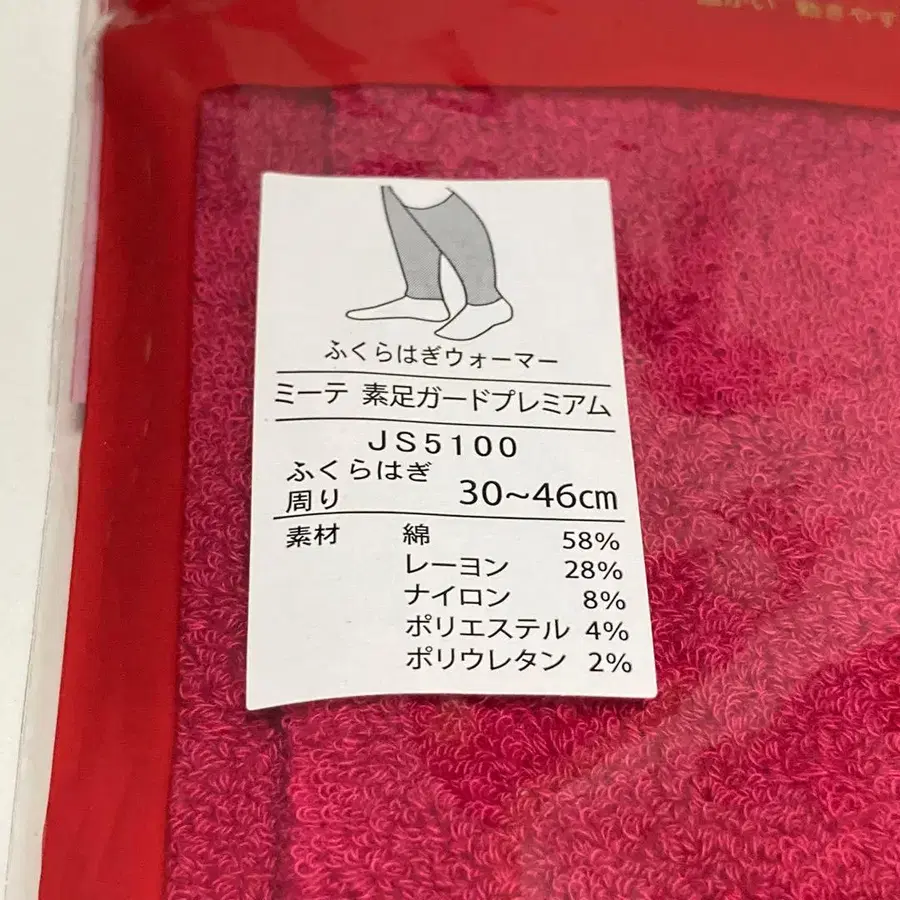 ふくらはぎウォーマー
ミーテ 素足ガードプレミアム
JS5100
ふくらはぎ
周り 30~46cm
素材 綿 58%
レーヨン 28%
ナイロン 8%
ポリエステル 4%
ポリウレタン 2%